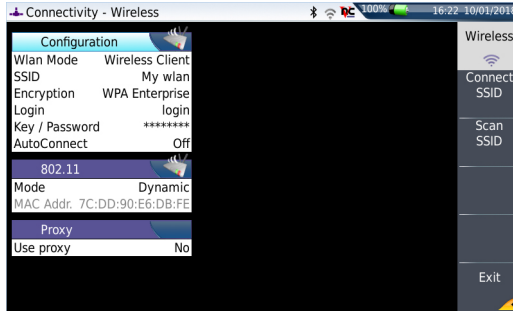 Connectivity - Wireless
100% 16:22 10/01/2018
Configuration
Wlan Mode Wireless Client
SSID My wlan
Encryption WPA Enterprise
Login login
Key / Password ********
AutoConnect Off
802.11
Mode Dynamic
MAC Addr. 7C:DD:90:E6:DB:FE
Proxy
Use proxy No
Wireless
Connect
SSID
Scan
SSID
Exit